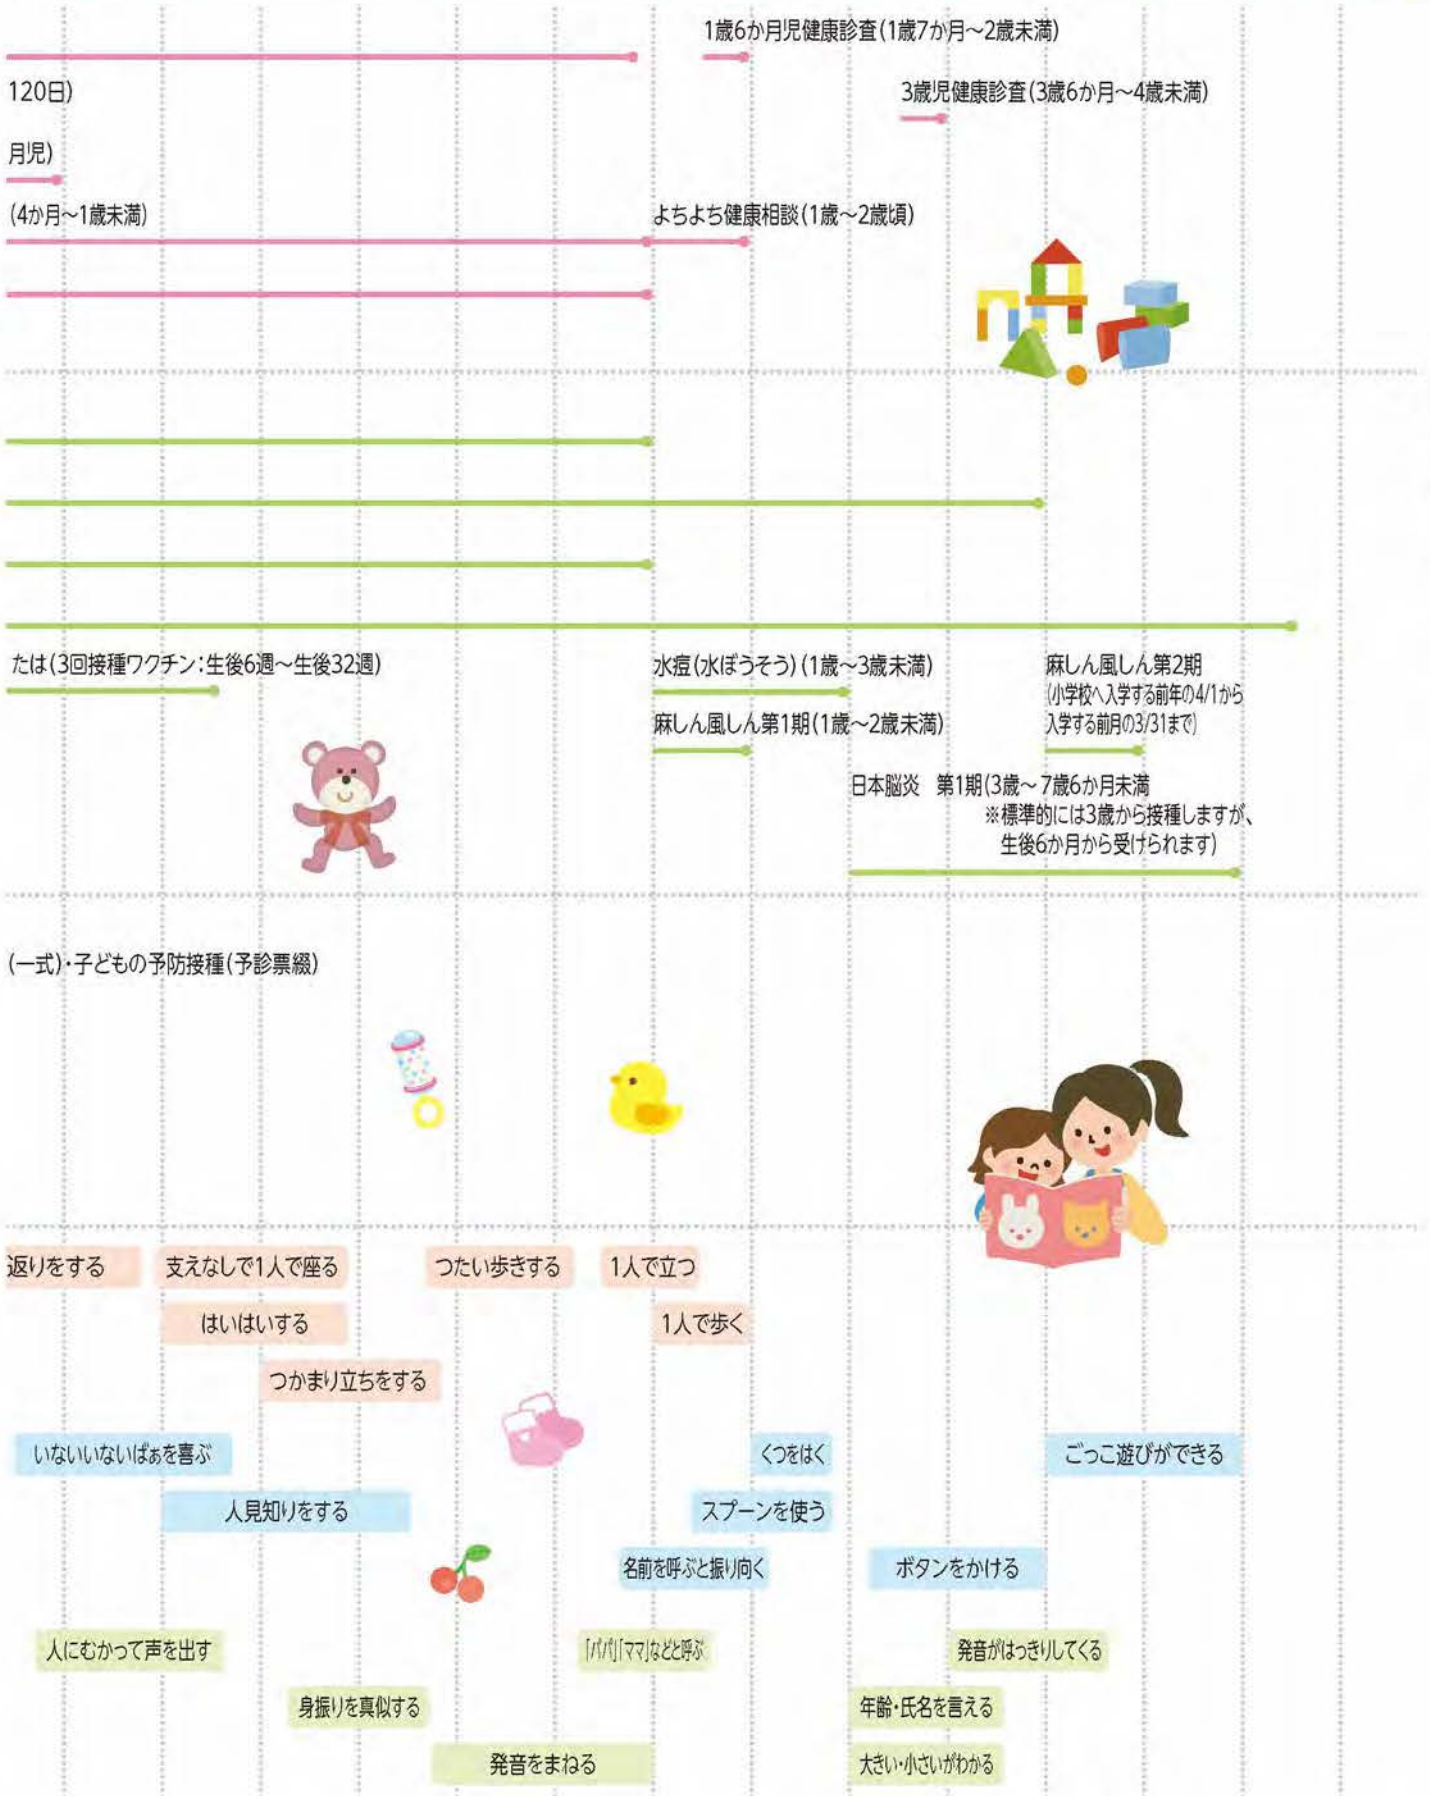 1歳6か月児健康診査(1歳7か月～2歳未満)
120日)
3歳児健康診査(3歳6か月～4歳未満)
月児)
(4か月～1歳未満)
よちよち健康相談(1歳～2歳頃)
たは(3回接種ワクチン：生後6週～生後32週)
水痘(水ぼうそう)(1歳～3歳未満)
麻しん風しん第2期
(小学校へ入学する前年の4/1から
入学する前月の3/31まで)
麻しん風しん第1期(1歳～2歳未満)
日本脳炎　第1期(3歳～7歳6か月未満
※標準的には3歳から接種しますが、
生後6か月から受けられます)
(一式)・子どもの予防接種(予診票綴)
返りをする
支えなしで1人で座る
つたい歩きする
1人で立つ
はいはいする
1人で歩く
つかまり立ちをする
いないいないばぁを喜ぶ
くつをはく
ごっこ遊びができる
人見知りをする
スプーンを使う
名前を呼ぶと振り向く
ボタンをかける
人にむかって声を出す
「パパ」「ママ」などと呼ぶ
発音がはっきりしてくる
身振りを真似する
年齢・氏名を言える
発音をまねる
大きい・小さいがわかる